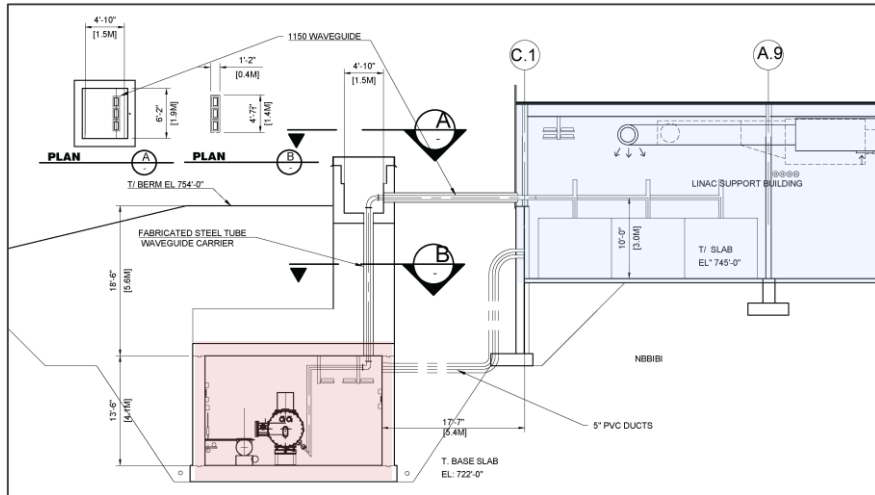 4'-10"
[1.5M]
1150 WAVEGUIDE
1'-2"
[0.4M]
4'-10"
[1.5M]
C.1
A.9
6'-2"
[1.9M]
4'-7½"
[1.4M]
PLAN
A
-
PLAN
B
-
A
-
LINAC SUPPORT BUILDING
T/ BERM EL 754'-0"
FABRICATED STEEL TUBE
WAVEGUIDE CARRIER
B
-
10'-0"
[3.0M]
T/ SLAB
EL" 745'-0"
18'-6"
[5.6M]
NBBIBI
13'-6"
[4.1M]
17'-7"
[5.4M]
5" PVC DUCTS
T. BASE SLAB
EL: 722'-0"